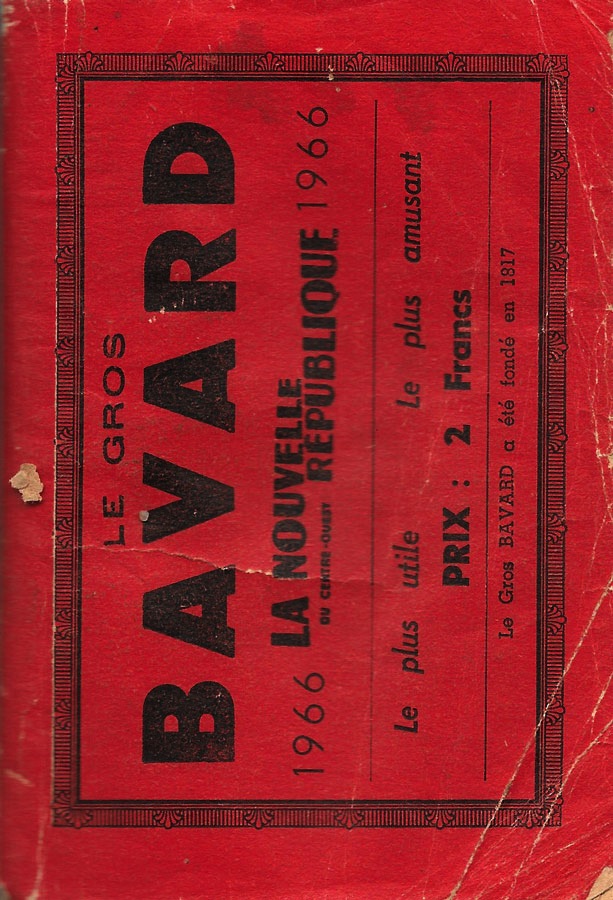 LE GROS
BAVARD
1966 LA NOUVELLE RÉPUBLIQUE 1966
DU CENTRE-OUEST
Le plus utile Le plus amusant
PRIX : 2 Francs
Le Gros BAVARD a été fondé en 1817